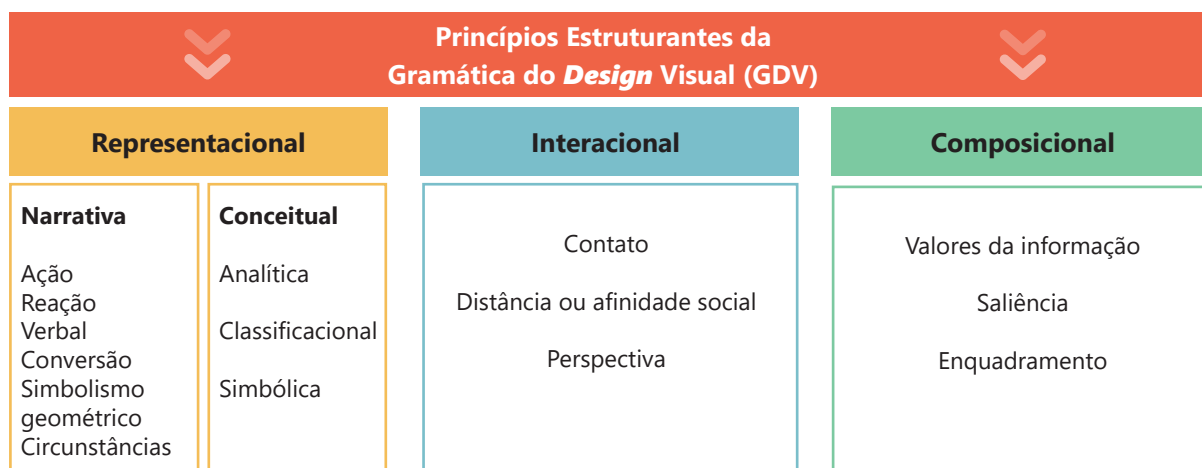 Princípios Estruturantes da
Gramática do Design Visual (GDV)
Representacional
Narrativa
Ação
Reação
Verbal
Conversão
Simbolismo
geométrico
Circunstâncias
Conceitual
Analítica
Classificacional
Simbólica
Interacional
Contato
Distância ou afinidade social
Perspectiva
Composicional
Valores da informação
Saliência
Enquadramento